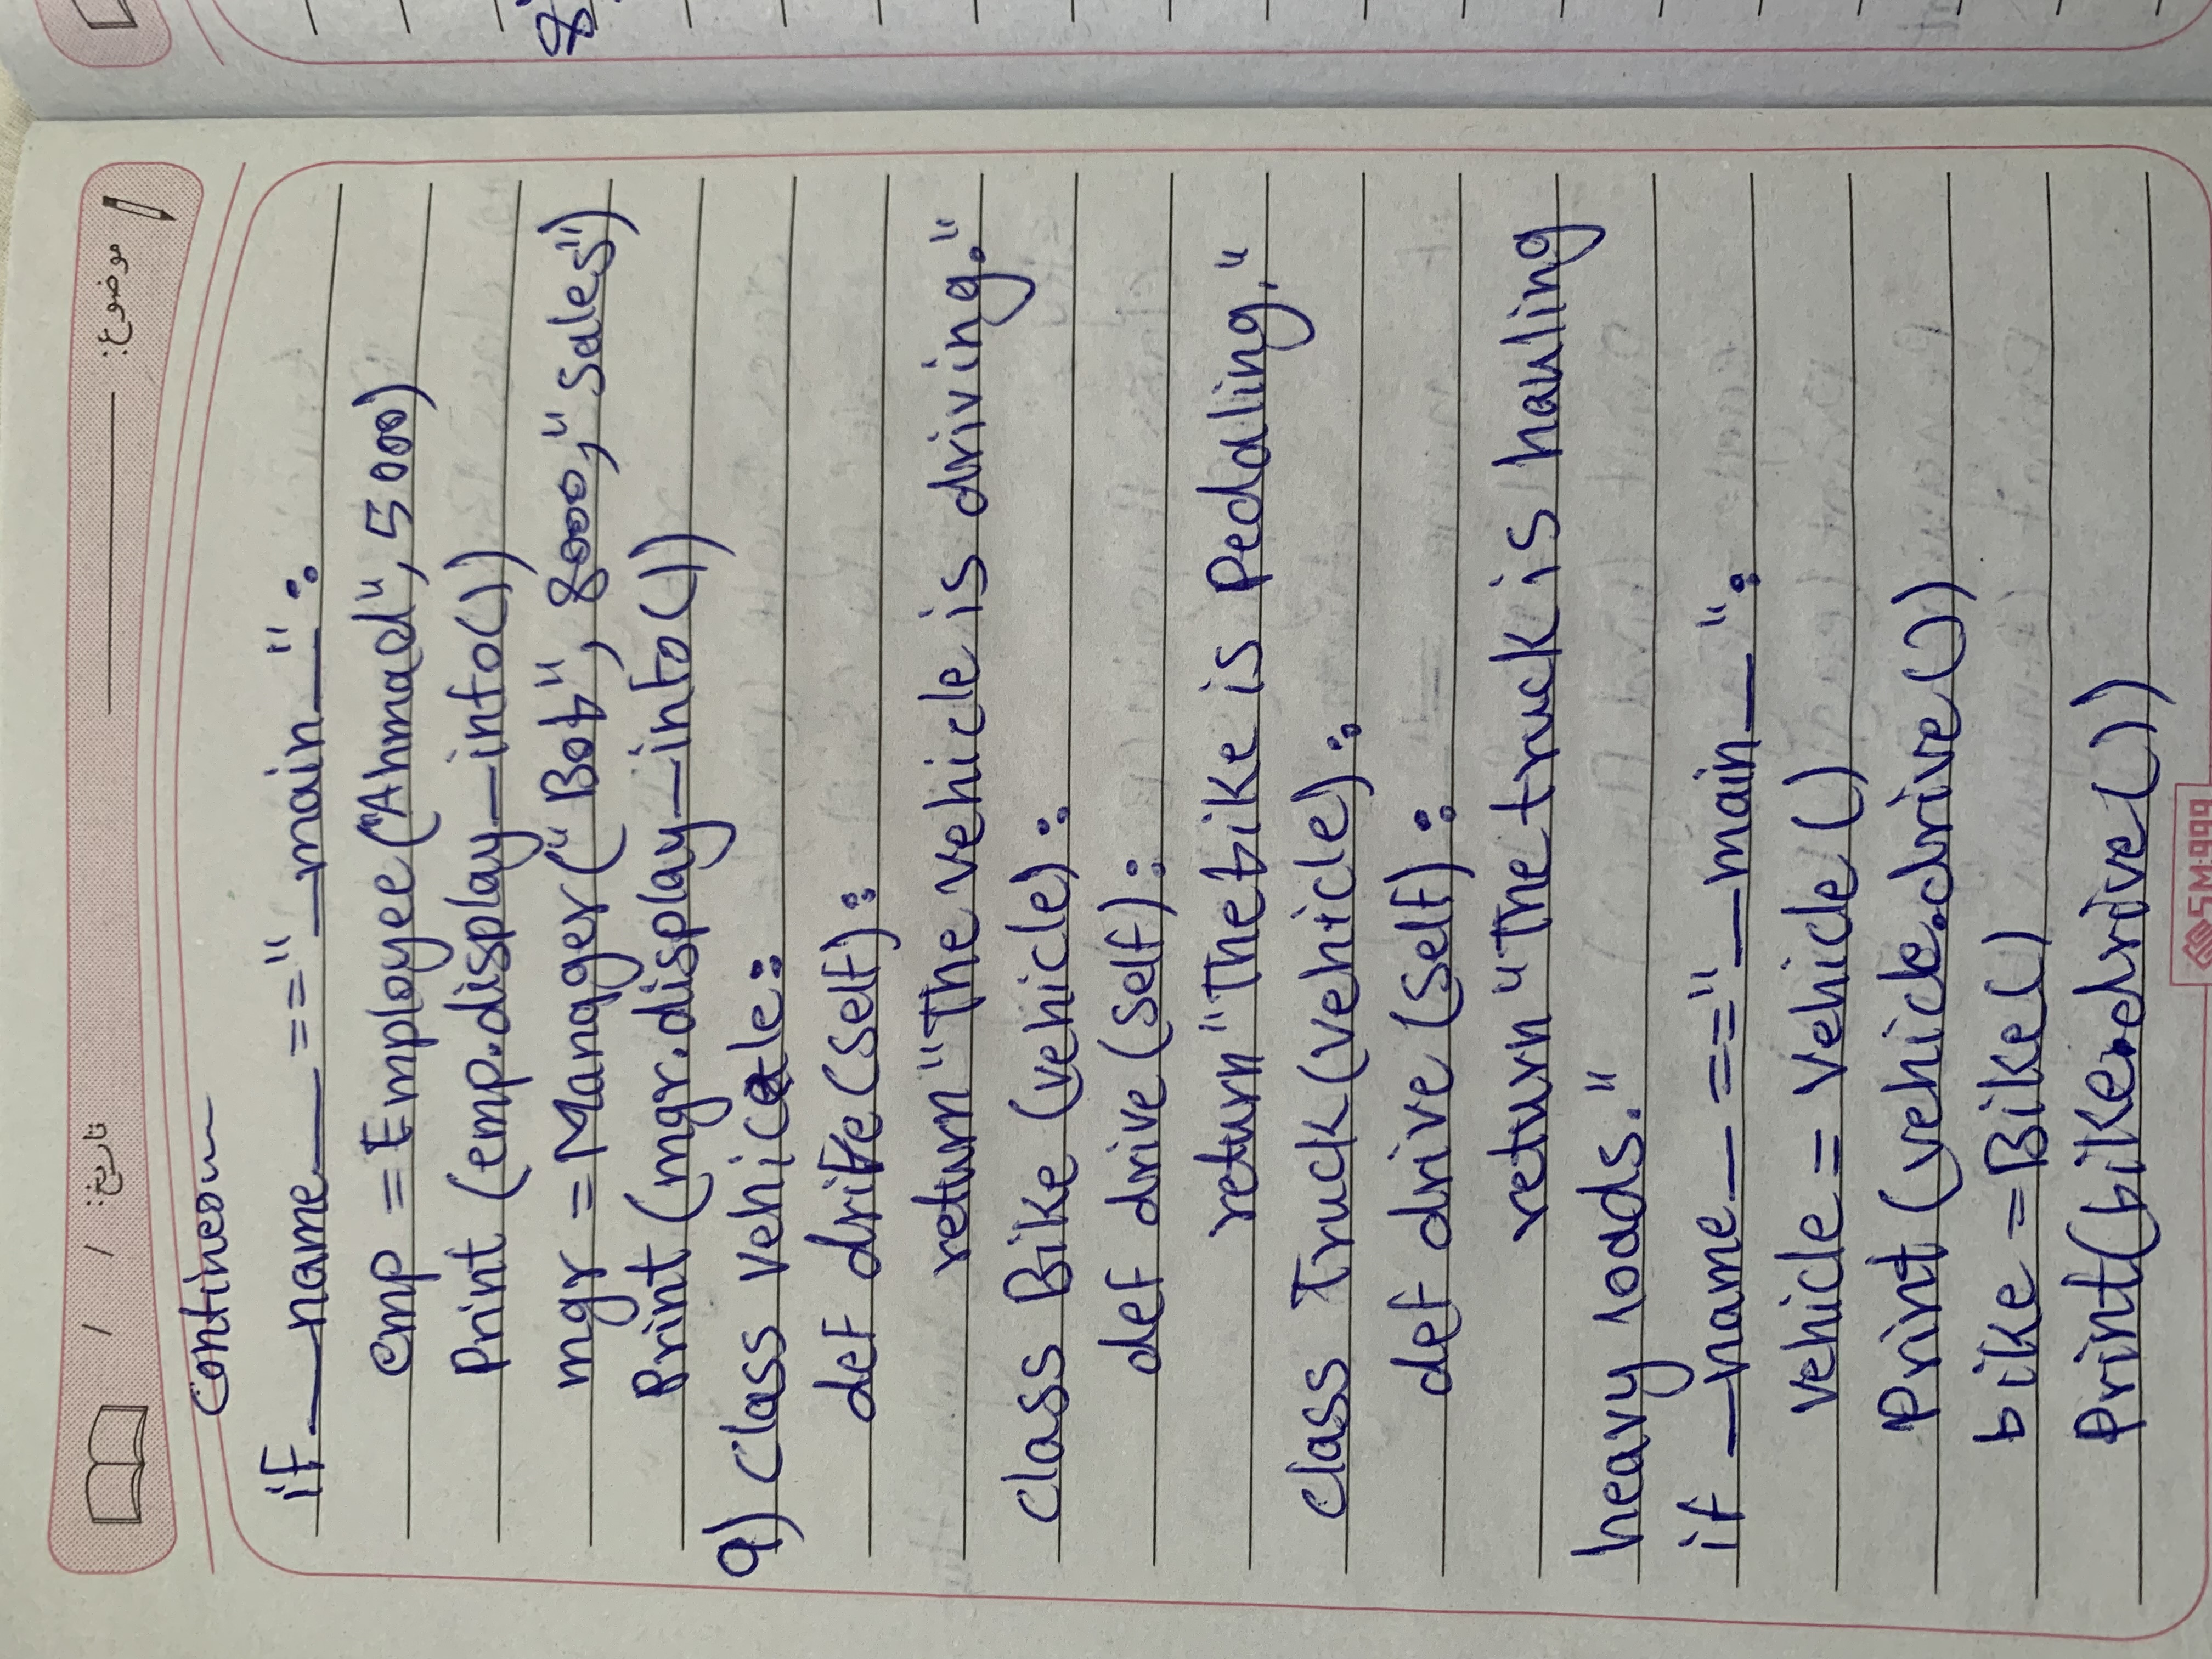 موضوع: تاریخ: / /
contineou
if __name__ == "__main__":
emp = Employee("Ahmad", 5000)
Print (emp.display_info())
mgr = Manager("Bob", 8000, "Sales")
Print (mgr.display_info())
9) class vehicle:
def drive(self):
return "The vehicle is driving."
class Bike (vehicle):
def drive (self):
return "The bike is Pedaling."
class Truck (vehicle):
def drive (self):
return "The truck is hauling
heavy loads."
if __name__ == "__main__":
vehicle = Vehicle ()
Print (vehicle.drive())
bike = Bike()
Print(bike.drive())
SM:999
8